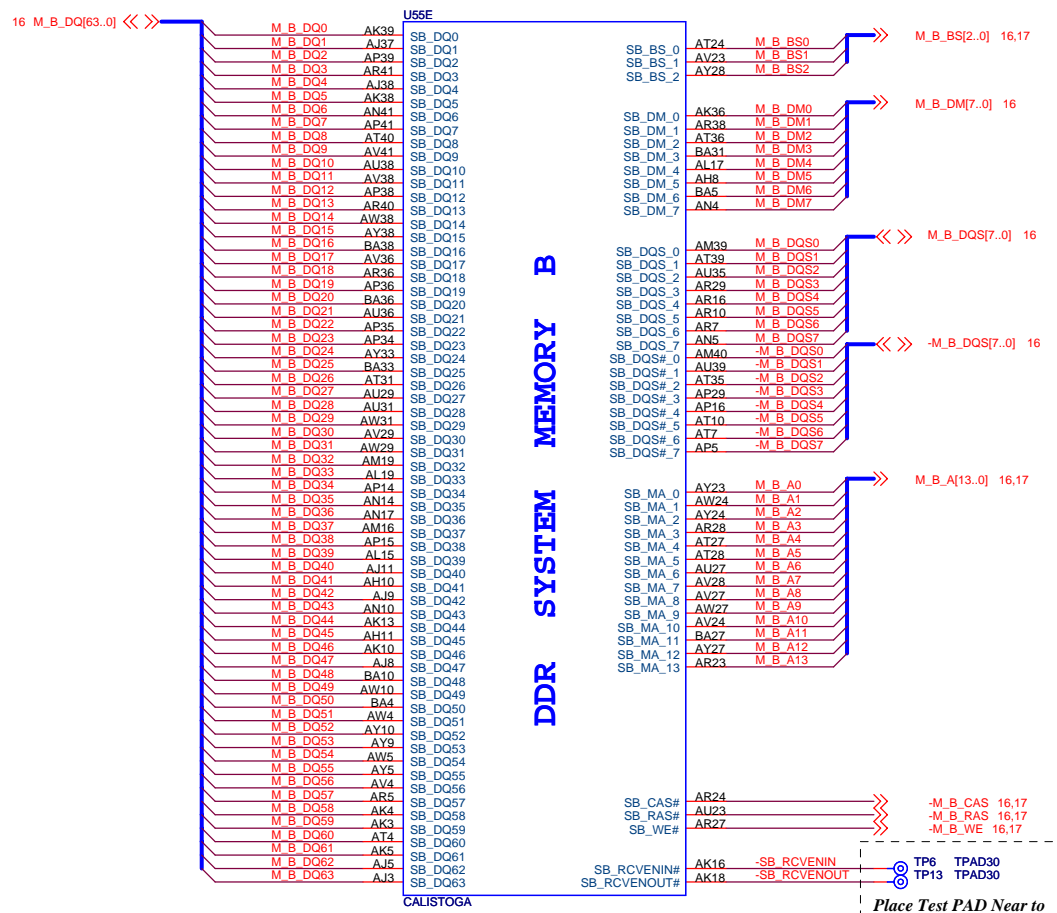 U55E
16 M_B_DQ[63..0]
M_B_DQ0 AK39 SB_DQ0
M_B_DQ1 AJ37 SB_DQ1
M_B_DQ2 AP39 SB_DQ2
M_B_DQ3 AR41 SB_DQ3
M_B_DQ4 AJ38 SB_DQ4
M_B_DQ5 AK38 SB_DQ5
M_B_DQ6 AN41 SB_DQ6
M_B_DQ7 AP41 SB_DQ7
M_B_DQ8 AT40 SB_DQ8
M_B_DQ9 AV41 SB_DQ9
M_B_DQ10 AU38 SB_DQ10
M_B_DQ11 AV38 SB_DQ11
M_B_DQ12 AP38 SB_DQ12
M_B_DQ13 AR40 SB_DQ13
M_B_DQ14 AW38 SB_DQ14
M_B_DQ15 AY38 SB_DQ15
M_B_DQ16 BA38 SB_DQ16
M_B_DQ17 AV36 SB_DQ17
M_B_DQ18 AR36 SB_DQ18
M_B_DQ19 AP36 SB_DQ19
M_B_DQ20 BA36 SB_DQ20
M_B_DQ21 AU36 SB_DQ21
M_B_DQ22 AP35 SB_DQ22
M_B_DQ23 AP34 SB_DQ23
M_B_DQ24 AY33 SB_DQ24
M_B_DQ25 BA33 SB_DQ25
M_B_DQ26 AT31 SB_DQ26
M_B_DQ27 AU29 SB_DQ27
M_B_DQ28 AU31 SB_DQ28
M_B_DQ29 AW31 SB_DQ29
M_B_DQ30 AV29 SB_DQ30
M_B_DQ31 AW29 SB_DQ31
M_B_DQ32 AM19 SB_DQ32
M_B_DQ33 AL19 SB_DQ33
M_B_DQ34 AP14 SB_DQ34
M_B_DQ35 AN14 SB_DQ35
M_B_DQ36 AN17 SB_DQ36
M_B_DQ37 AM16 SB_DQ37
M_B_DQ38 AP15 SB_DQ38
M_B_DQ39 AL15 SB_DQ39
M_B_DQ40 AJ11 SB_DQ40
M_B_DQ41 AH10 SB_DQ41
M_B_DQ42 AJ9 SB_DQ42
M_B_DQ43 AN10 SB_DQ43
M_B_DQ44 AK13 SB_DQ44
M_B_DQ45 AH11 SB_DQ45
M_B_DQ46 AK10 SB_DQ46
M_B_DQ47 AJ8 SB_DQ47
M_B_DQ48 BA10 SB_DQ48
M_B_DQ49 AW10 SB_DQ49
M_B_DQ50 BA4 SB_DQ50
M_B_DQ51 AW4 SB_DQ51
M_B_DQ52 AY10 SB_DQ52
M_B_DQ53 AY9 SB_DQ53
M_B_DQ54 AW5 SB_DQ54
M_B_DQ55 AY5 SB_DQ55
M_B_DQ56 AV4 SB_DQ56
M_B_DQ57 AR5 SB_DQ57
M_B_DQ58 AK4 SB_DQ58
M_B_DQ59 AK3 SB_DQ59
M_B_DQ60 AT4 SB_DQ60
M_B_DQ61 AK5 SB_DQ61
M_B_DQ62 AJ5 SB_DQ62
M_B_DQ63 AJ3 SB_DQ63
DDR SYSTEM MEMORY B
SB_BS_0 AT24 M_B_BS0
SB_BS_1 AV23 M_B_BS1
SB_BS_2 AY28 M_B_BS2
M_B_BS[2..0] 16,17
SB_DM_0 AK36 M_B_DM0
SB_DM_1 AR38 M_B_DM1
SB_DM_2 AT36 M_B_DM2
SB_DM_3 BA31 M_B_DM3
SB_DM_4 AL17 M_B_DM4
SB_DM_5 AH8 M_B_DM5
SB_DM_6 BA5 M_B_DM6
SB_DM_7 AN4 M_B_DM7
M_B_DM[7..0] 16
SB_DQS_0 AM39 M_B_DQS0
SB_DQS_1 AT39 M_B_DQS1
SB_DQS_2 AU35 M_B_DQS2
SB_DQS_3 AR29 M_B_DQS3
SB_DQS_4 AR16 M_B_DQS4
SB_DQS_5 AR10 M_B_DQS5
SB_DQS_6 AR7 M_B_DQS6
SB_DQS_7 AN5 M_B_DQS7
M_B_DQS[7..0] 16
SB_DQS#_0 AM40 -M_B_DQS0
SB_DQS#_1 AU39 -M_B_DQS1
SB_DQS#_2 AT35 -M_B_DQS2
SB_DQS#_3 AP29 -M_B_DQS3
SB_DQS#_4 AP16 -M_B_DQS4
SB_DQS#_5 AT10 -M_B_DQS5
SB_DQS#_6 AT7 -M_B_DQS6
SB_DQS#_7 AP5 -M_B_DQS7
-M_B_DQS[7..0] 16
SB_MA_0 AY23 M_B_A0
SB_MA_1 AW24 M_B_A1
SB_MA_2 AY24 M_B_A2
SB_MA_3 AR28 M_B_A3
SB_MA_4 AT27 M_B_A4
SB_MA_5 AT28 M_B_A5
SB_MA_6 AU27 M_B_A6
SB_MA_7 AV28 M_B_A7
SB_MA_8 AV27 M_B_A8
SB_MA_9 AW27 M_B_A9
SB_MA_10 AV24 M_B_A10
SB_MA_11 BA27 M_B_A11
SB_MA_12 AY27 M_B_A12
SB_MA_13 AR23 M_B_A13
M_B_A[13..0] 16,17
SB_CAS# AR24 -M_B_CAS 16,17
SB_RAS# AU23 -M_B_RAS 16,17
SB_WE# AR27 -M_B_WE 16,17
SB_RCVENIN# AK16 -SB_RCVENIN TP6 TPAD30
SB_RCVENOUT# AK18 -SB_RCVENOUT TP13 TPAD30
CALISTOGA
Place Test PAD Near to